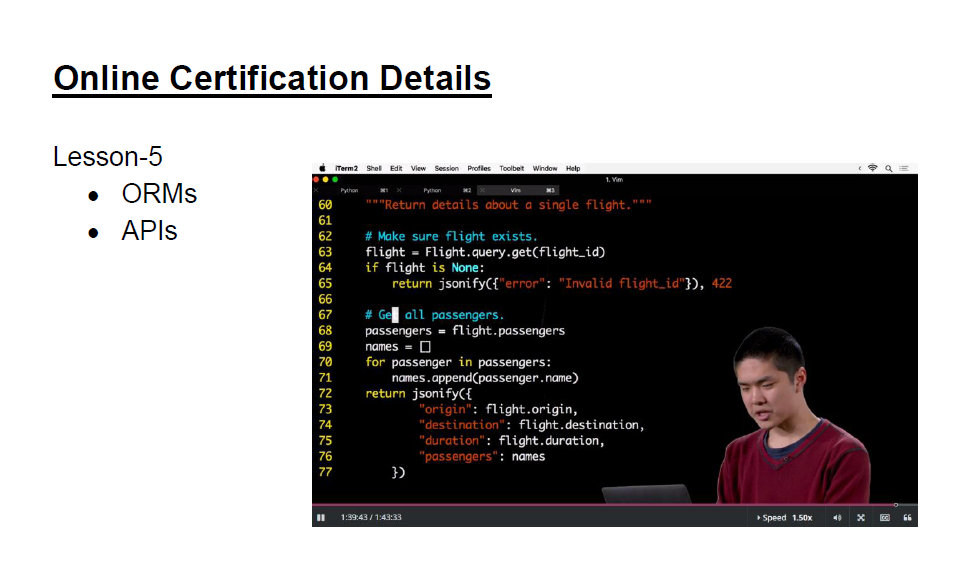 Online Certification Details
Lesson-5
● ORMs
● APIs
iTerm2 Shell Edit View Session Profiles Toolbelt Window Help
1. Vim
Python ⌘1 Python ⌘2 Vim ⌘3
60 """Return details about a single flight."""
61
62 # Make sure flight exists.
63 flight = Flight.query.get(flight_id)
64 if flight is None:
65 return jsonify({"error": "Invalid flight_id"}), 422
66
67 # Get all passengers.
68 passengers = flight.passengers
69 names = []
70 for passenger in passengers:
71 names.append(passenger.name)
72 return jsonify({
73 "origin": flight.origin,
74 "destination": flight.destination,
75 "duration": flight.duration,
76 "passengers": names
77 })
1:39:43 / 1:43:33 Speed 1.50x